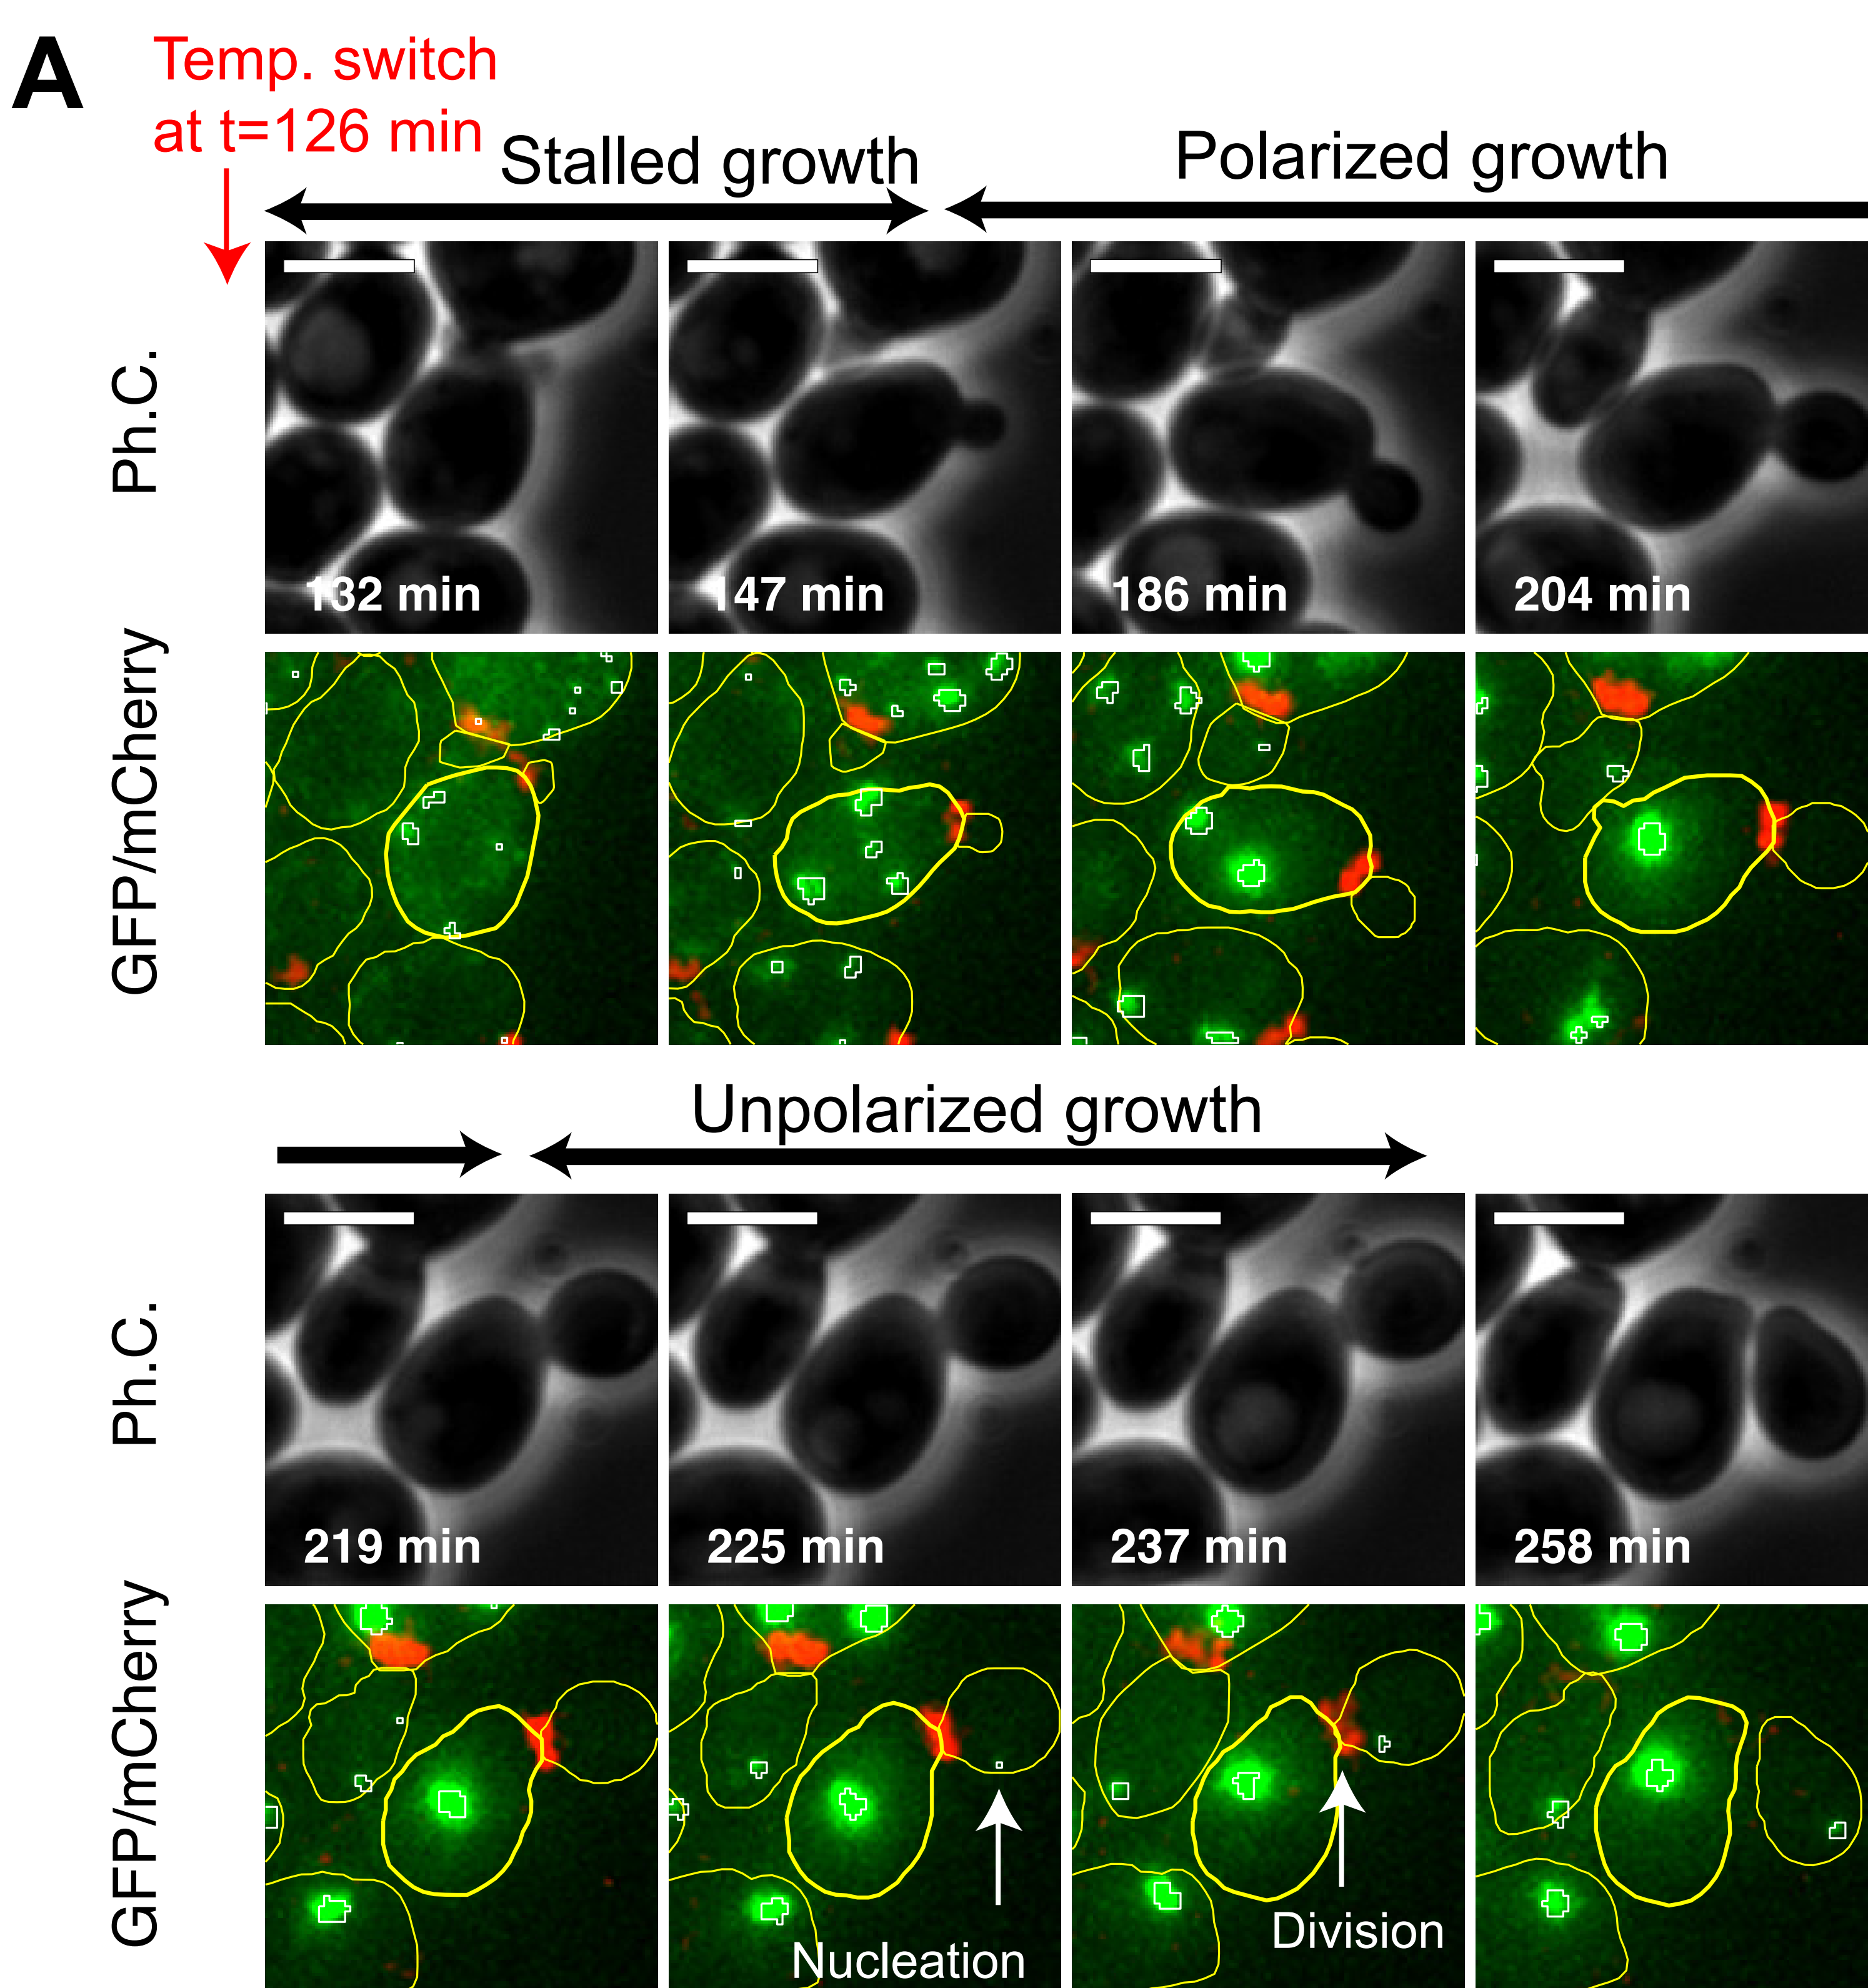 A
Temp. switch
at t=126 min
Stalled growth
Polarized growth
Ph.C.
132 min
147 min
186 min
204 min
GFP/mCherry
Unpolarized growth
Ph.C.
219 min
225 min
237 min
258 min
GFP/mCherry
Nucleation
Division